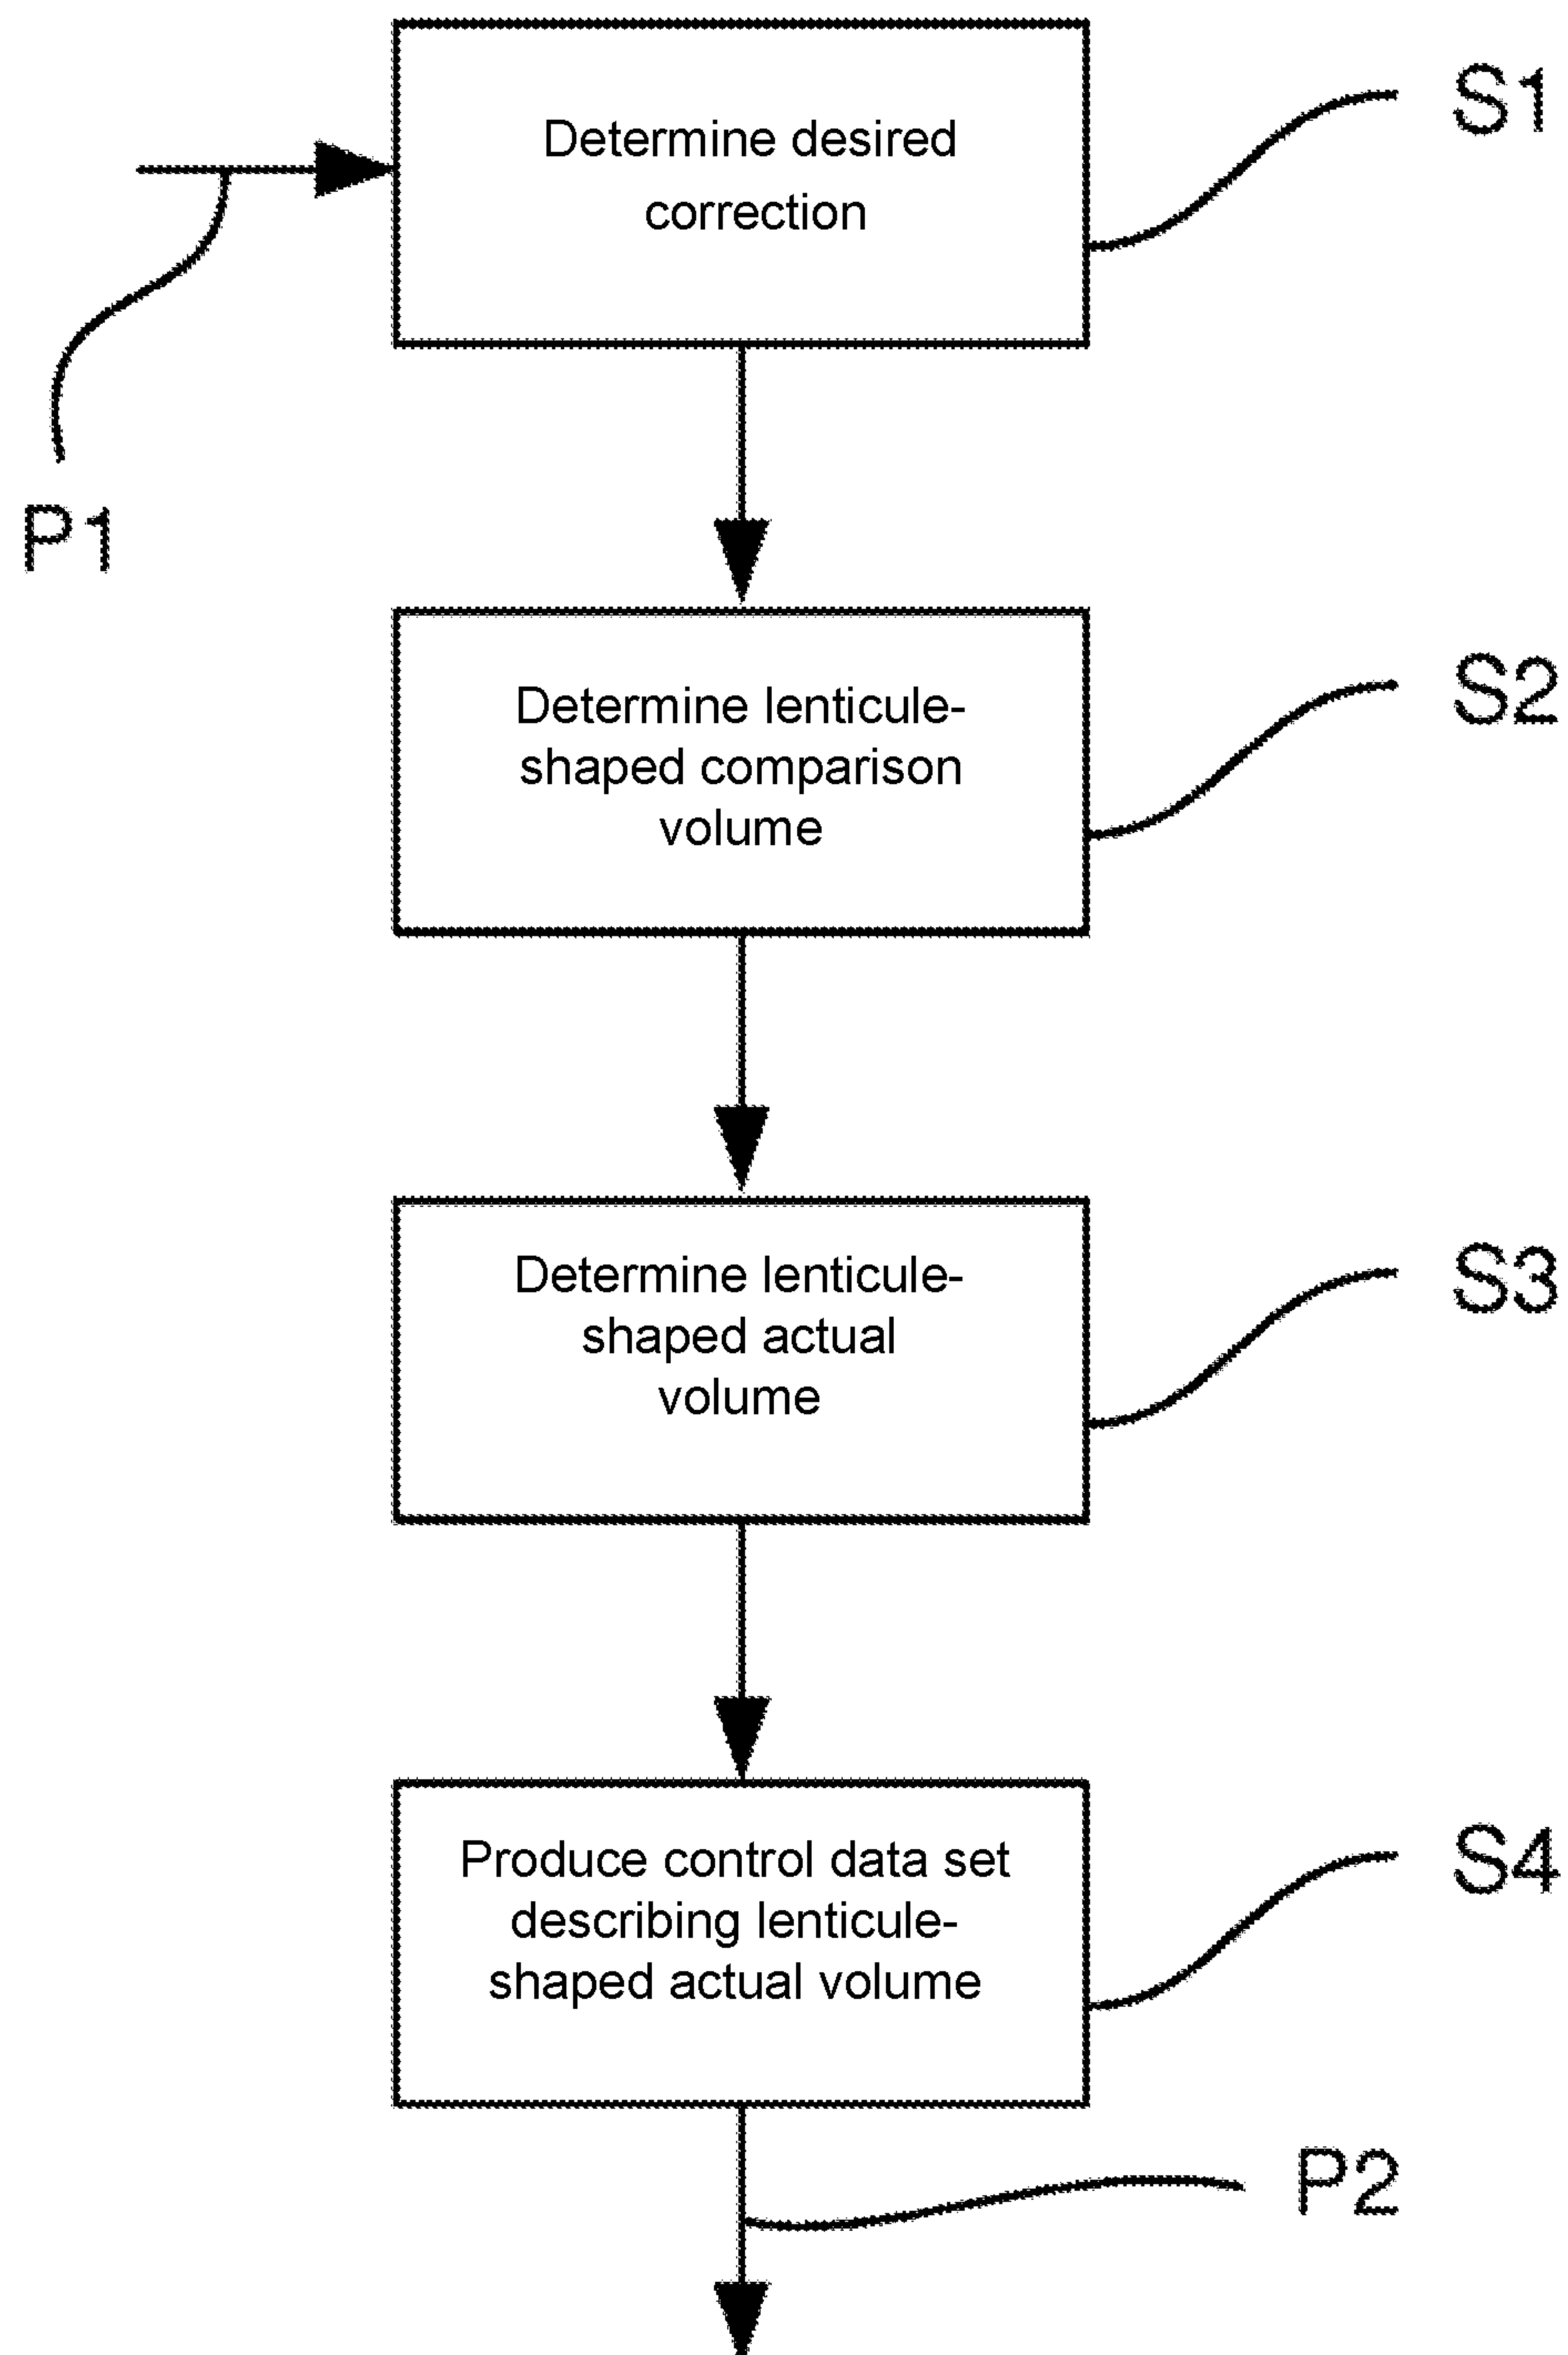 Determine desired
correction
S1
P1
Determine lenticule-
shaped comparison
volume
S2
Determine lenticule-
shaped actual
volume
S3
Produce control data set
describing lenticule-
shaped actual volume
S4
P2